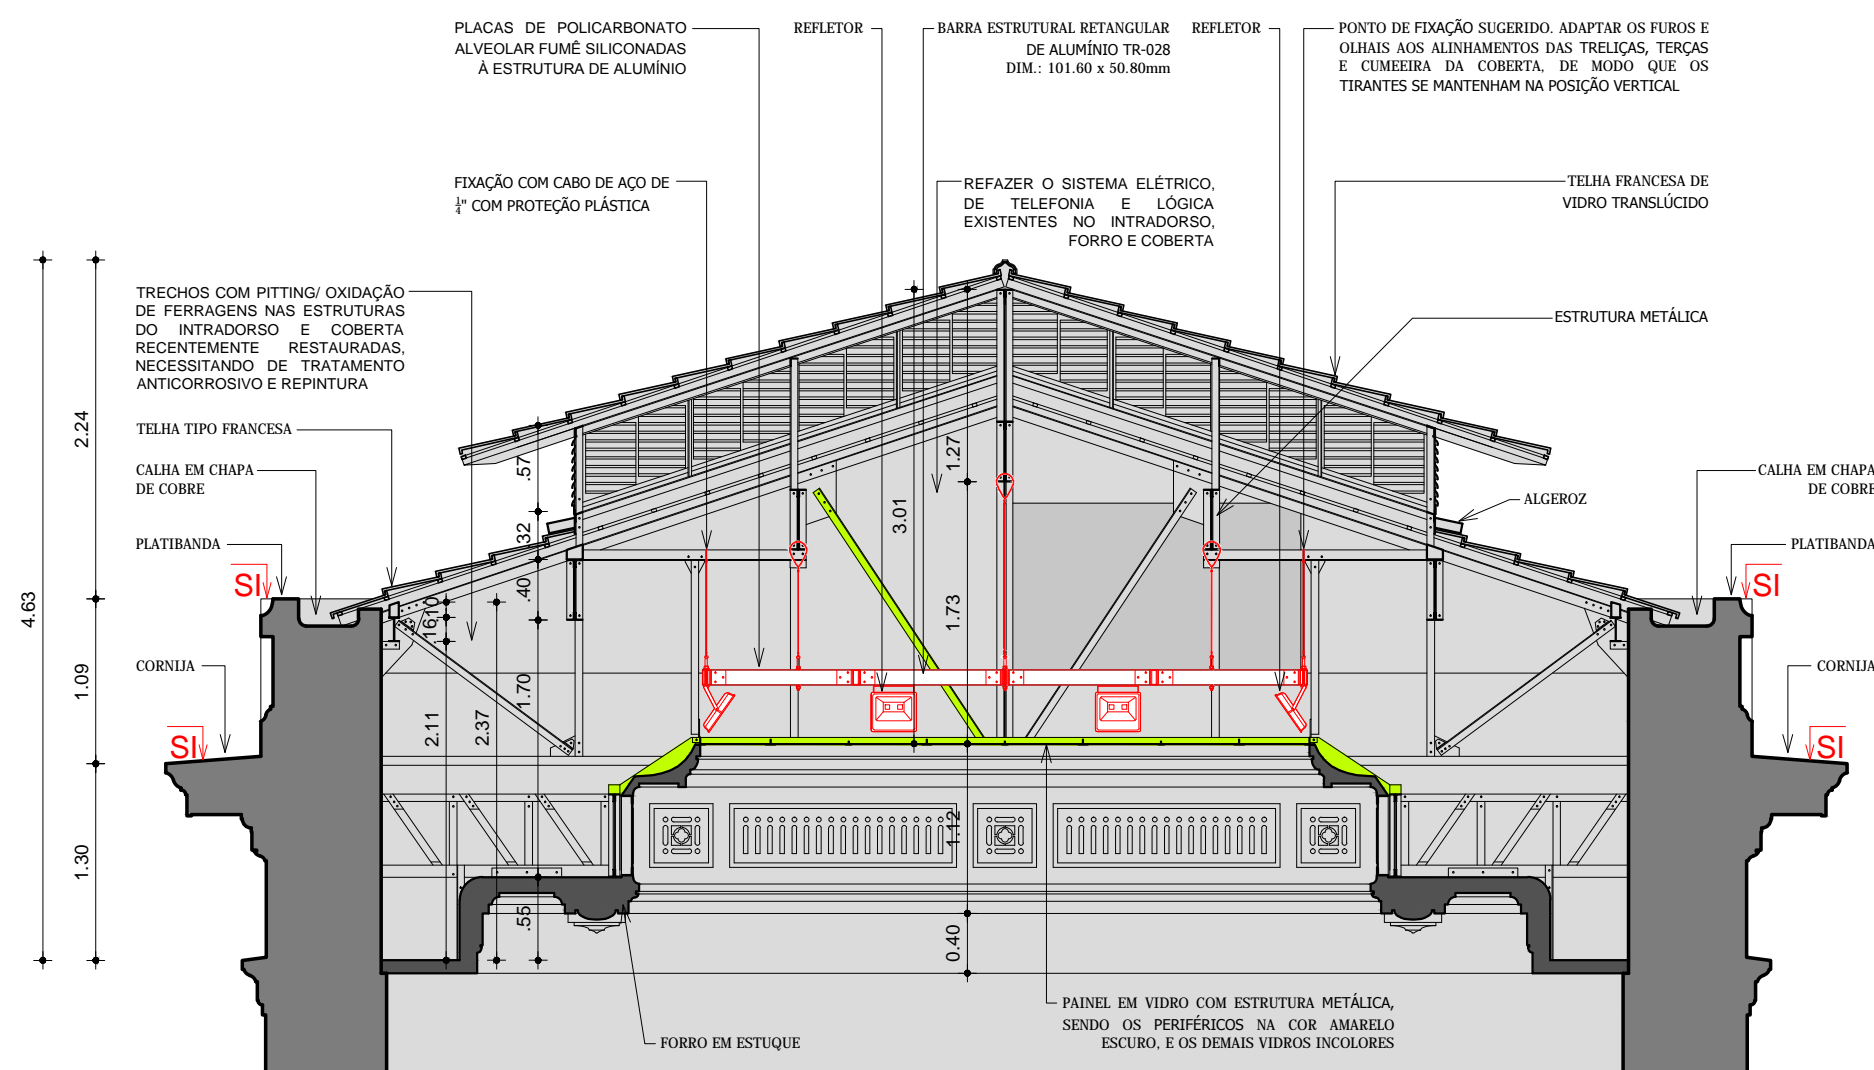 PLACAS DE POLICARBONATO
ALVEOLAR FUMÊ SILICONADAS
À ESTRUTURA DE ALUMÍNIO
REFLETOR
BARRA ESTRUTURAL RETANGULAR
DE ALUMÍNIO TR-028
DIM.: 101.60 x 50.80mm
REFLETOR
PONTO DE FIXAÇÃO SUGERIDO. ADAPTAR OS FUROS E
OLHAIS AOS ALINHAMENTOS DAS TRELIÇAS, TERÇAS
E CUMEEIRA DA COBERTA, DE MODO QUE OS
TIRANTES SE MANTENHAM NA POSIÇÃO VERTICAL
FIXAÇÃO COM CABO DE AÇO DE
1/4" COM PROTEÇÃO PLÁSTICA
REFAZER O SISTEMA ELÉTRICO,
DE TELEFONIA E LÓGICA
EXISTENTES NO INTRADORSO,
FORRO E COBERTA
TELHA FRANCESA DE
VIDRO TRANSLÚCIDO
TRECHOS COM PITTING/ OXIDAÇÃO
DE FERRAGENS NAS ESTRUTURAS
DO INTRADORSO E COBERTA
RECENTEMENTE RESTAURADAS,
NECESSITANDO DE TRATAMENTO
ANTICORROSIVO E REPINTURA
ESTRUTURA METÁLICA
TELHA TIPO FRANCESA
CALHA EM CHAPA
DE COBRE
CALHA EM CHAPA
DE COBRE
ALGEROZ
PLATIBANDA
PLATIBANDA
SI
SI
CORNIJA
CORNIJA
SI
SI
4.63
2.24
1.09
1.30
.57
.32
.40
.16
.10
1.70
2.11
2.37
.55
3.01
1.27
1.73
1.12
0.40
PAINEL EM VIDRO COM ESTRUTURA METÁLICA,
SENDO OS PERIFÉRICOS NA COR AMARELO
ESCURO, E OS DEMAIS VIDROS INCOLORES
FORRO EM ESTUQUE